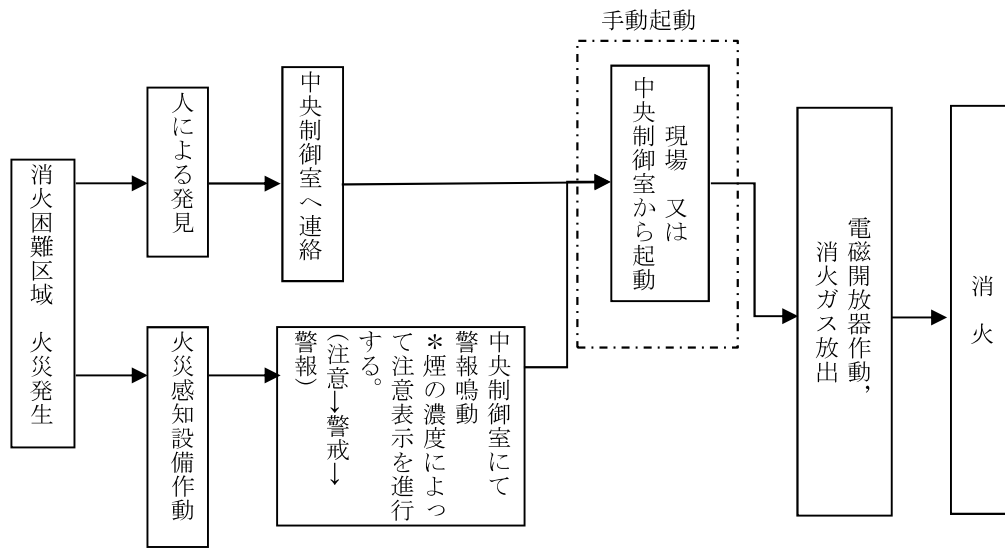 手動起動
消火困難区域　火災発生
人による発見
中央制御室へ連絡
現場　又は
中央制御室から起動
火災感知設備作動
中央制御室にて
警報鳴動
＊煙の濃度によっ
て注意表示を進行
する。
(注意→警戒→
警報)
電磁開放器作動，
消火ガス放出
消　火